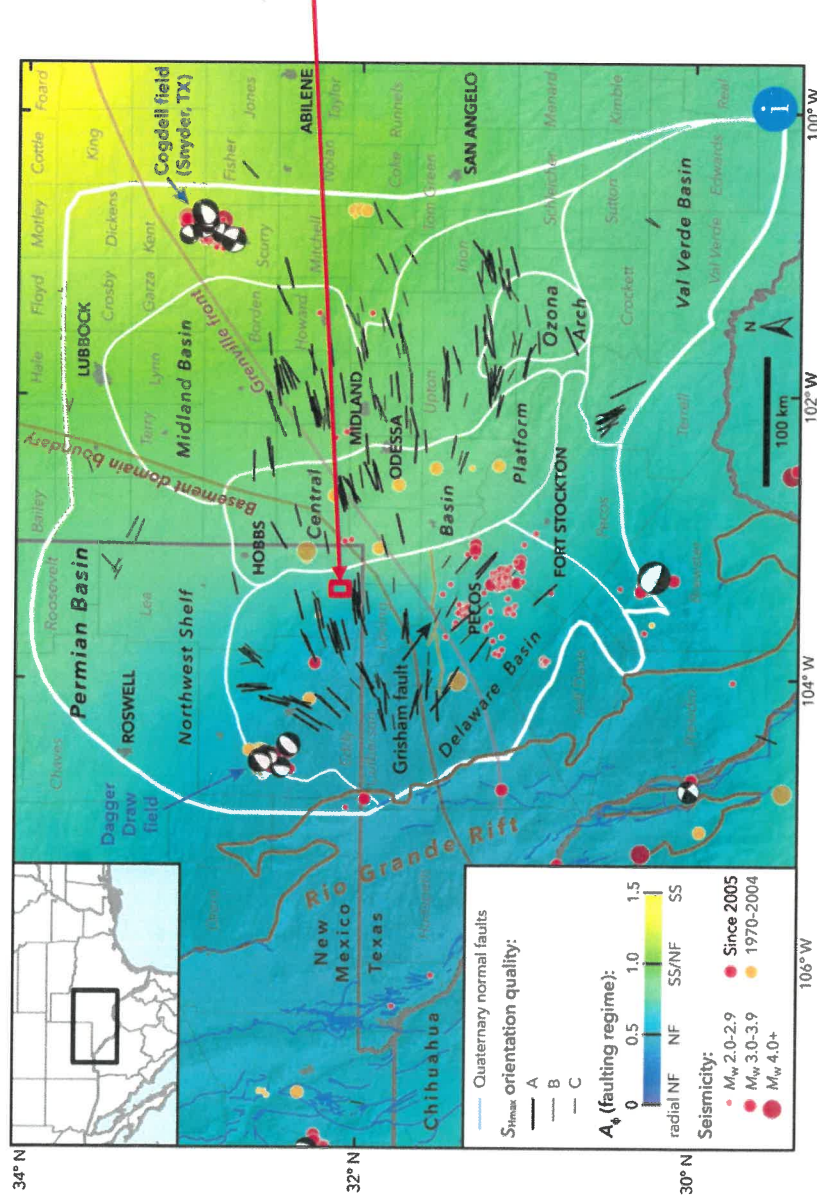 34° N
32° N
30° N
106° W
104° W
102° W
100° W
Permian Basin
Northwest Shelf
Midland Basin
Central
Basin
Platform
Delaware Basin
Ozona
Arch
Val Verde Basin
Rio Grande Rift
Basement domain boundary
Grenville front
Grisham fault
Dagger
Draw
field
Cogdell field
(Snyder, TX)
ROSWELL
HOBBS
LUBBOCK
MIDLAND
ODESSA
PECOS
FORT STOCKTON
ABILENE
SAN ANGELO
New
Mexico
Texas
Chihuahua
Chaves
Roosevelt
Lea
Bailey
Hale
Floyd
Motley
Cottle
Foard
Terry
Lynn
Garza
Crosby
Dickens
Kent
King
Borden
Scurry
Fisher
Jones
Howard
Mitchell
Nolan
Taylor
Coke
Runnels
Tom Green
Upton
Irion
Schleicher
Menard
Crockett
Sutton
Kimble
Val Verde
Edwards
Real
Terrell
Pecos
Brewster
Presidio
N
100 km
i
Quaternary normal faults
SHmax orientation quality:
A
B
C
Aϕ (faulting regime):
0
0.5
1.0
1.5
radial NF
NF
SS/NF
SS
Seismicity:
Mw 2.0-2.9
Mw 3.0-3.9
Mw 4.0+
Since 2005
1970-2004